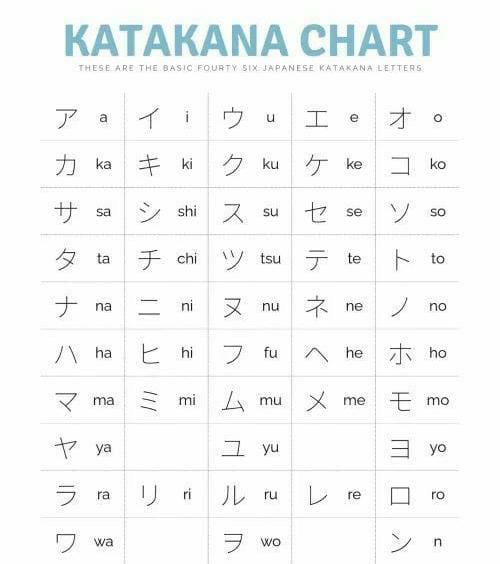 KATAKANA CHART
THESE ARE THE BASIC FOURTY SIX JAPANESE KATAKANA LETTERS
ア a イ i ウ u エ e オ o
カ ka キ ki ク ku ケ ke コ ko
サ sa シ shi ス su セ se ソ so
タ ta チ chi ツ tsu テ te ト to
ナ na ニ ni ヌ nu ネ ne ノ no
ハ ha ヒ hi フ fu ヘ he ホ ho
マ ma ミ mi ム mu メ me モ mo
ヤ ya ユ yu ヨ yo
ラ ra リ ri ル ru レ re ロ ro
ワ wa ヲ wo ン n